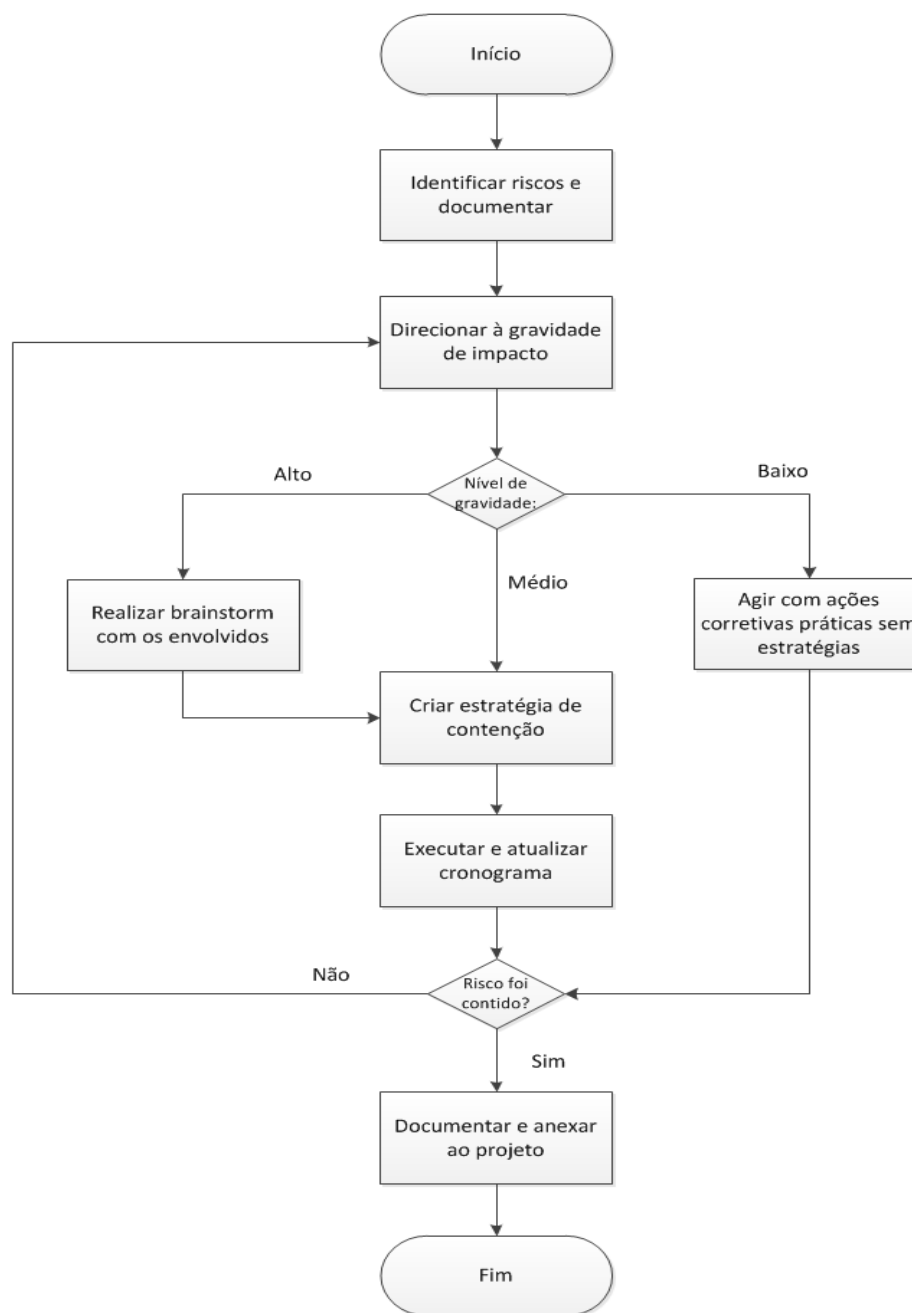 Início
Identificar riscos e
documentar
Direcionar à gravidade
de impacto
Alto
Nível de
gravidade:
Baixo
Médio
Realizar brainstorm
com os envolvidos
Agir com ações
corretivas práticas sem
estratégias
Criar estratégia de
contenção
Executar e atualizar
cronograma
Não
Risco foi
contido?
Sim
Documentar e anexar
ao projeto
Fim